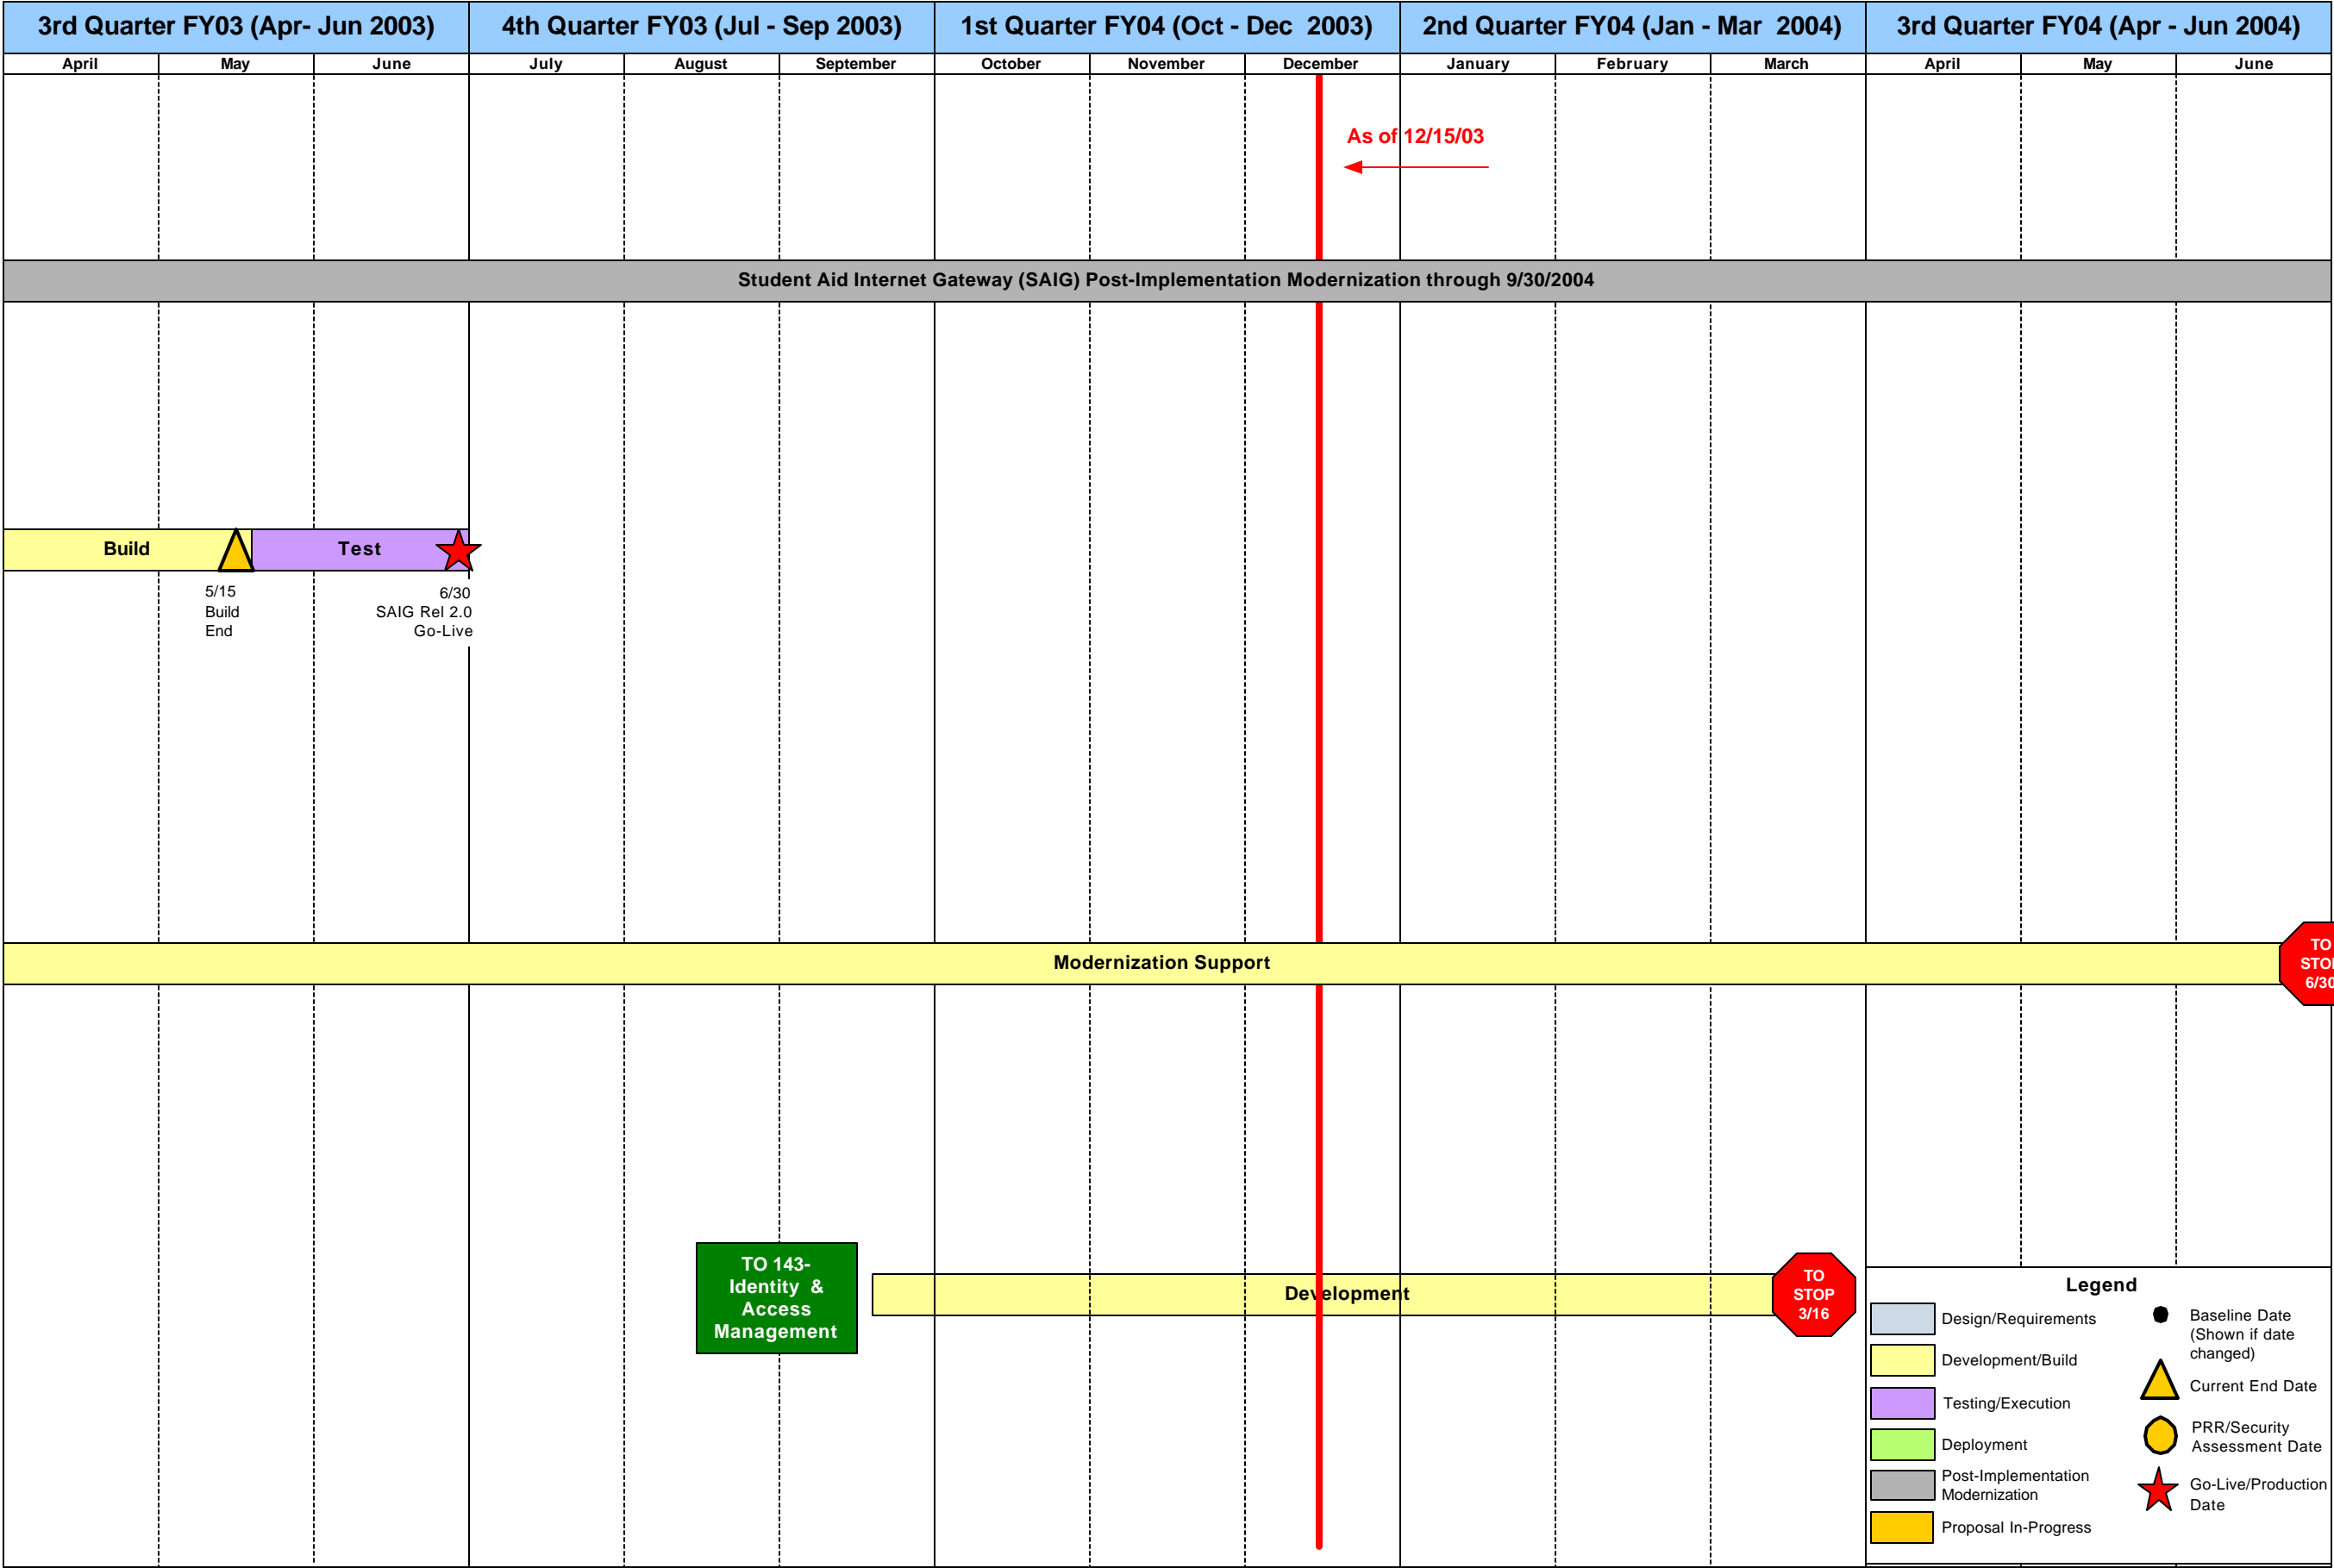 3rd Quarter FY03 (Apr- Jun 2003)
4th Quarter FY03 (Jul - Sep 2003)
1st Quarter FY04 (Oct - Dec 2003)
2nd Quarter FY04 (Jan - Mar 2004)
3rd Quarter FY04 (Apr - Jun 2004)
April
May
June
July
August
September
October
November
December
January
February
March
April
May
June
As of 12/15/03
Student Aid Internet Gateway (SAIG) Post-Implementation Modernization through 9/30/2004
Build
Test
5/15
Build
End
6/30
SAIG Rel 2.0
Go-Live
Modernization Support
TO
STO
6/30
TO 143-
Identity &
Access
Management
Development
TO
STOP
3/16
Legend
Design/Requirements
Development/Build
Testing/Execution
Deployment
Post-Implementation
Modernization
Proposal In-Progress
Baseline Date
(Shown if date
changed)
Current End Date
PRR/Security
Assessment Date
Go-Live/Production
Date